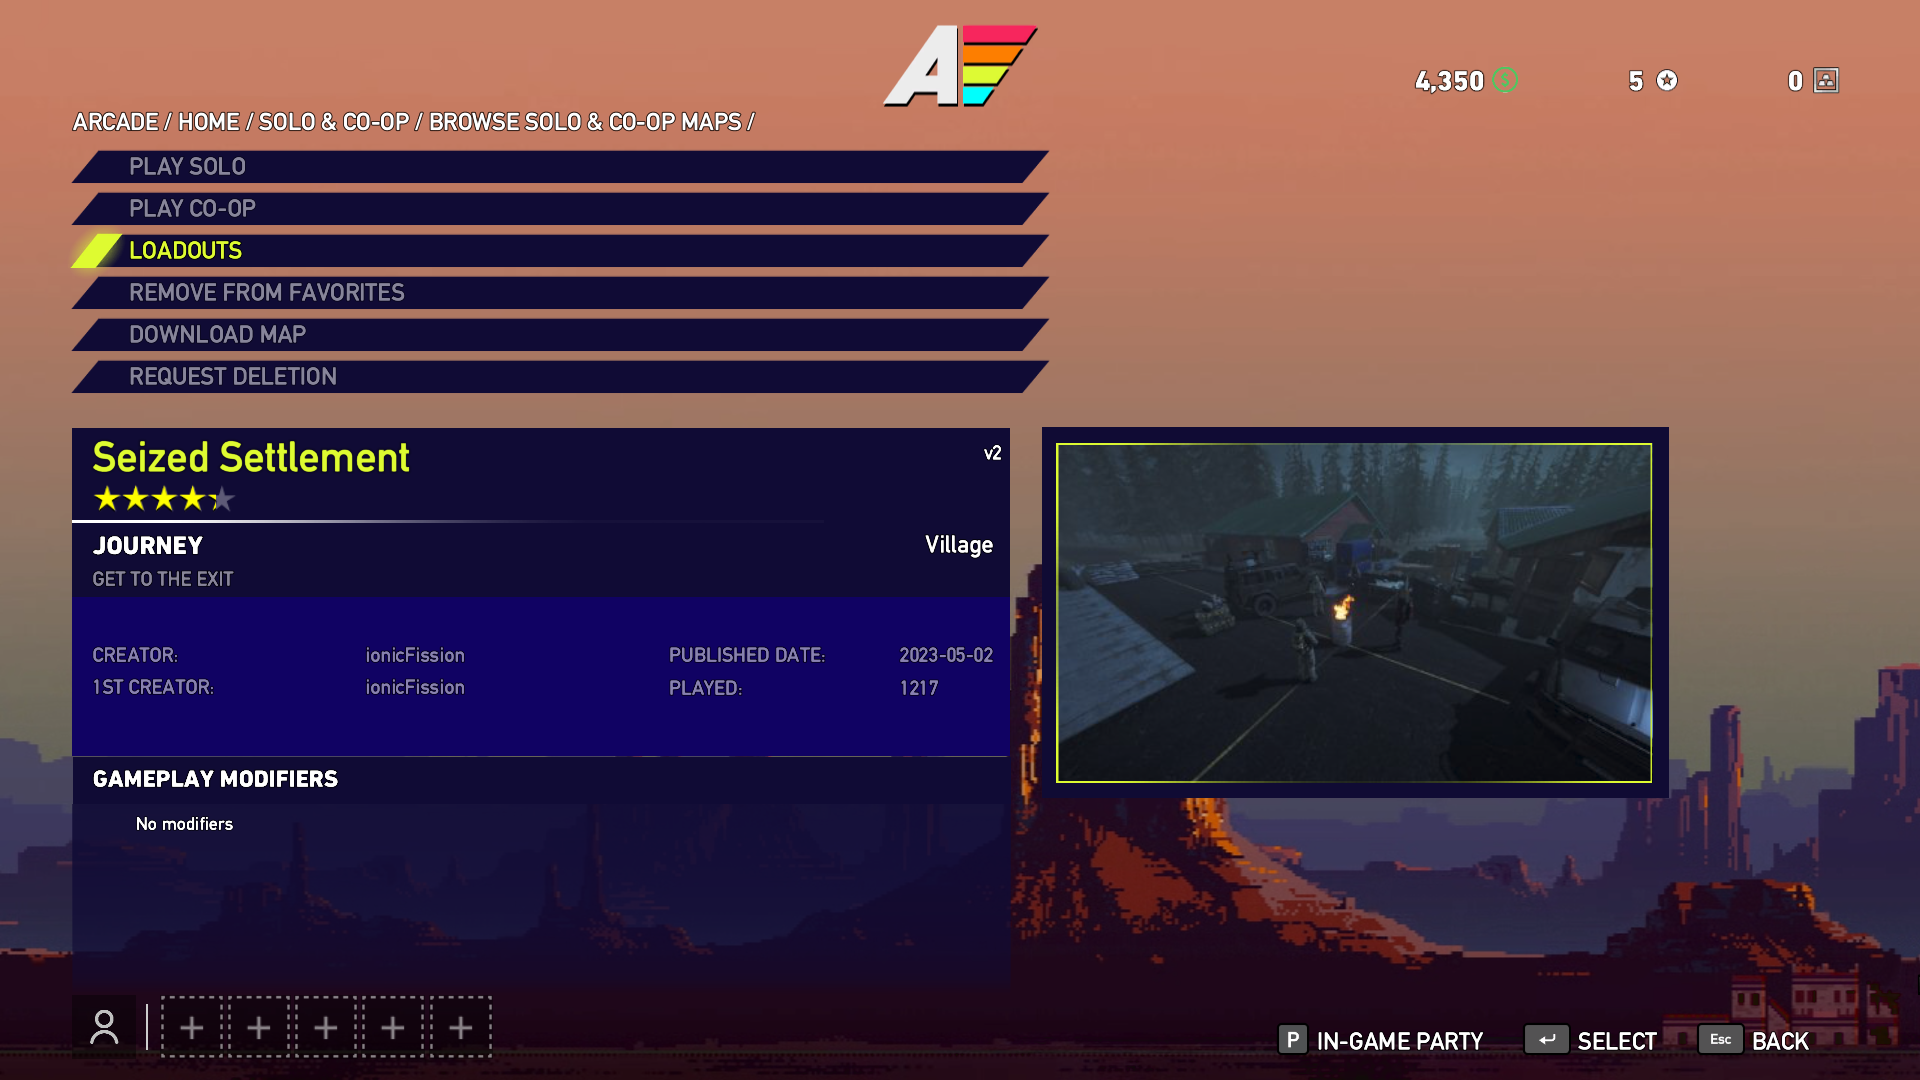 A
4,350
5
0
ARCADE / HOME / SOLO & CO-OP / BROWSE SOLO & CO-OP MAPS /
PLAY SOLO
PLAY CO-OP
LOADOUTS
REMOVE FROM FAVORITES
DOWNLOAD MAP
REQUEST DELETION
Seized Settlement
v2
JOURNEY
Village
GET TO THE EXIT
CREATOR: ionicFission PUBLISHED DATE: 2023-05-02
1ST CREATOR: ionicFission PLAYED: 1217
GAMEPLAY MODIFIERS
No modifiers
P IN-GAME PARTY SELECT Esc BACK